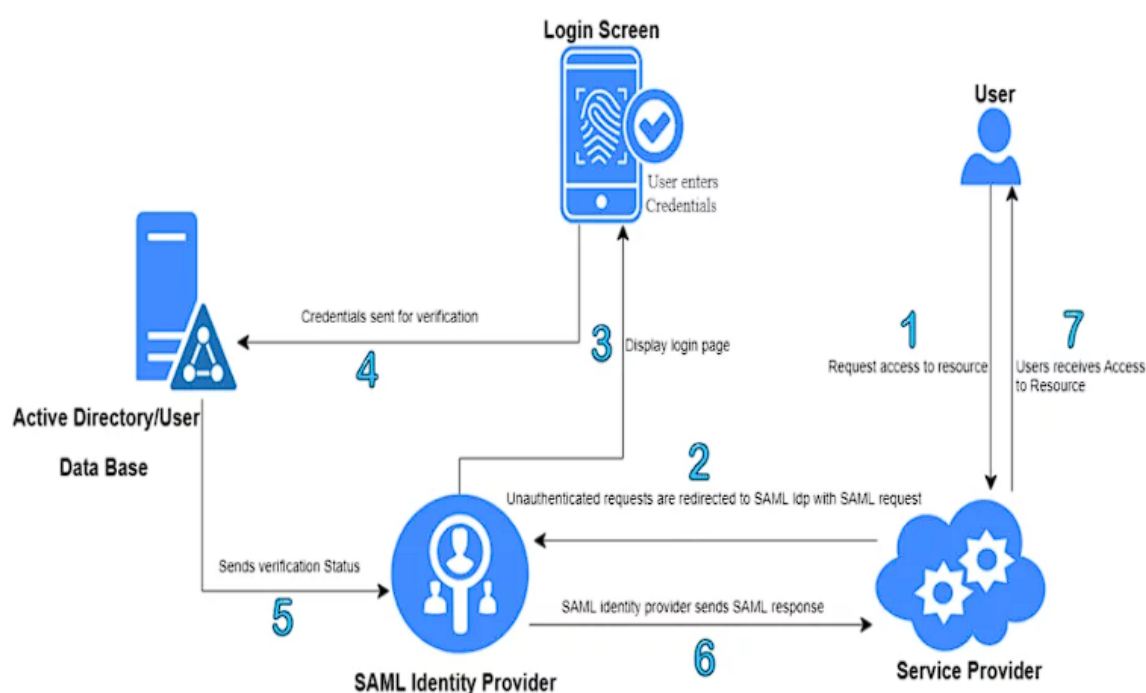 Login Screen
User
User enters
Credentials
Credentials sent for verification
4
3
Display login page
1
Request access to resource
7
Users receives Access
to Resource
Active Directory/User
Data Base
2
Unauthenticated requests are redirected to SAML Idp with SAML request
Sends verification Status
5
SAML identity provider sends SAML response
6
SAML Identity Provider
Service Provider